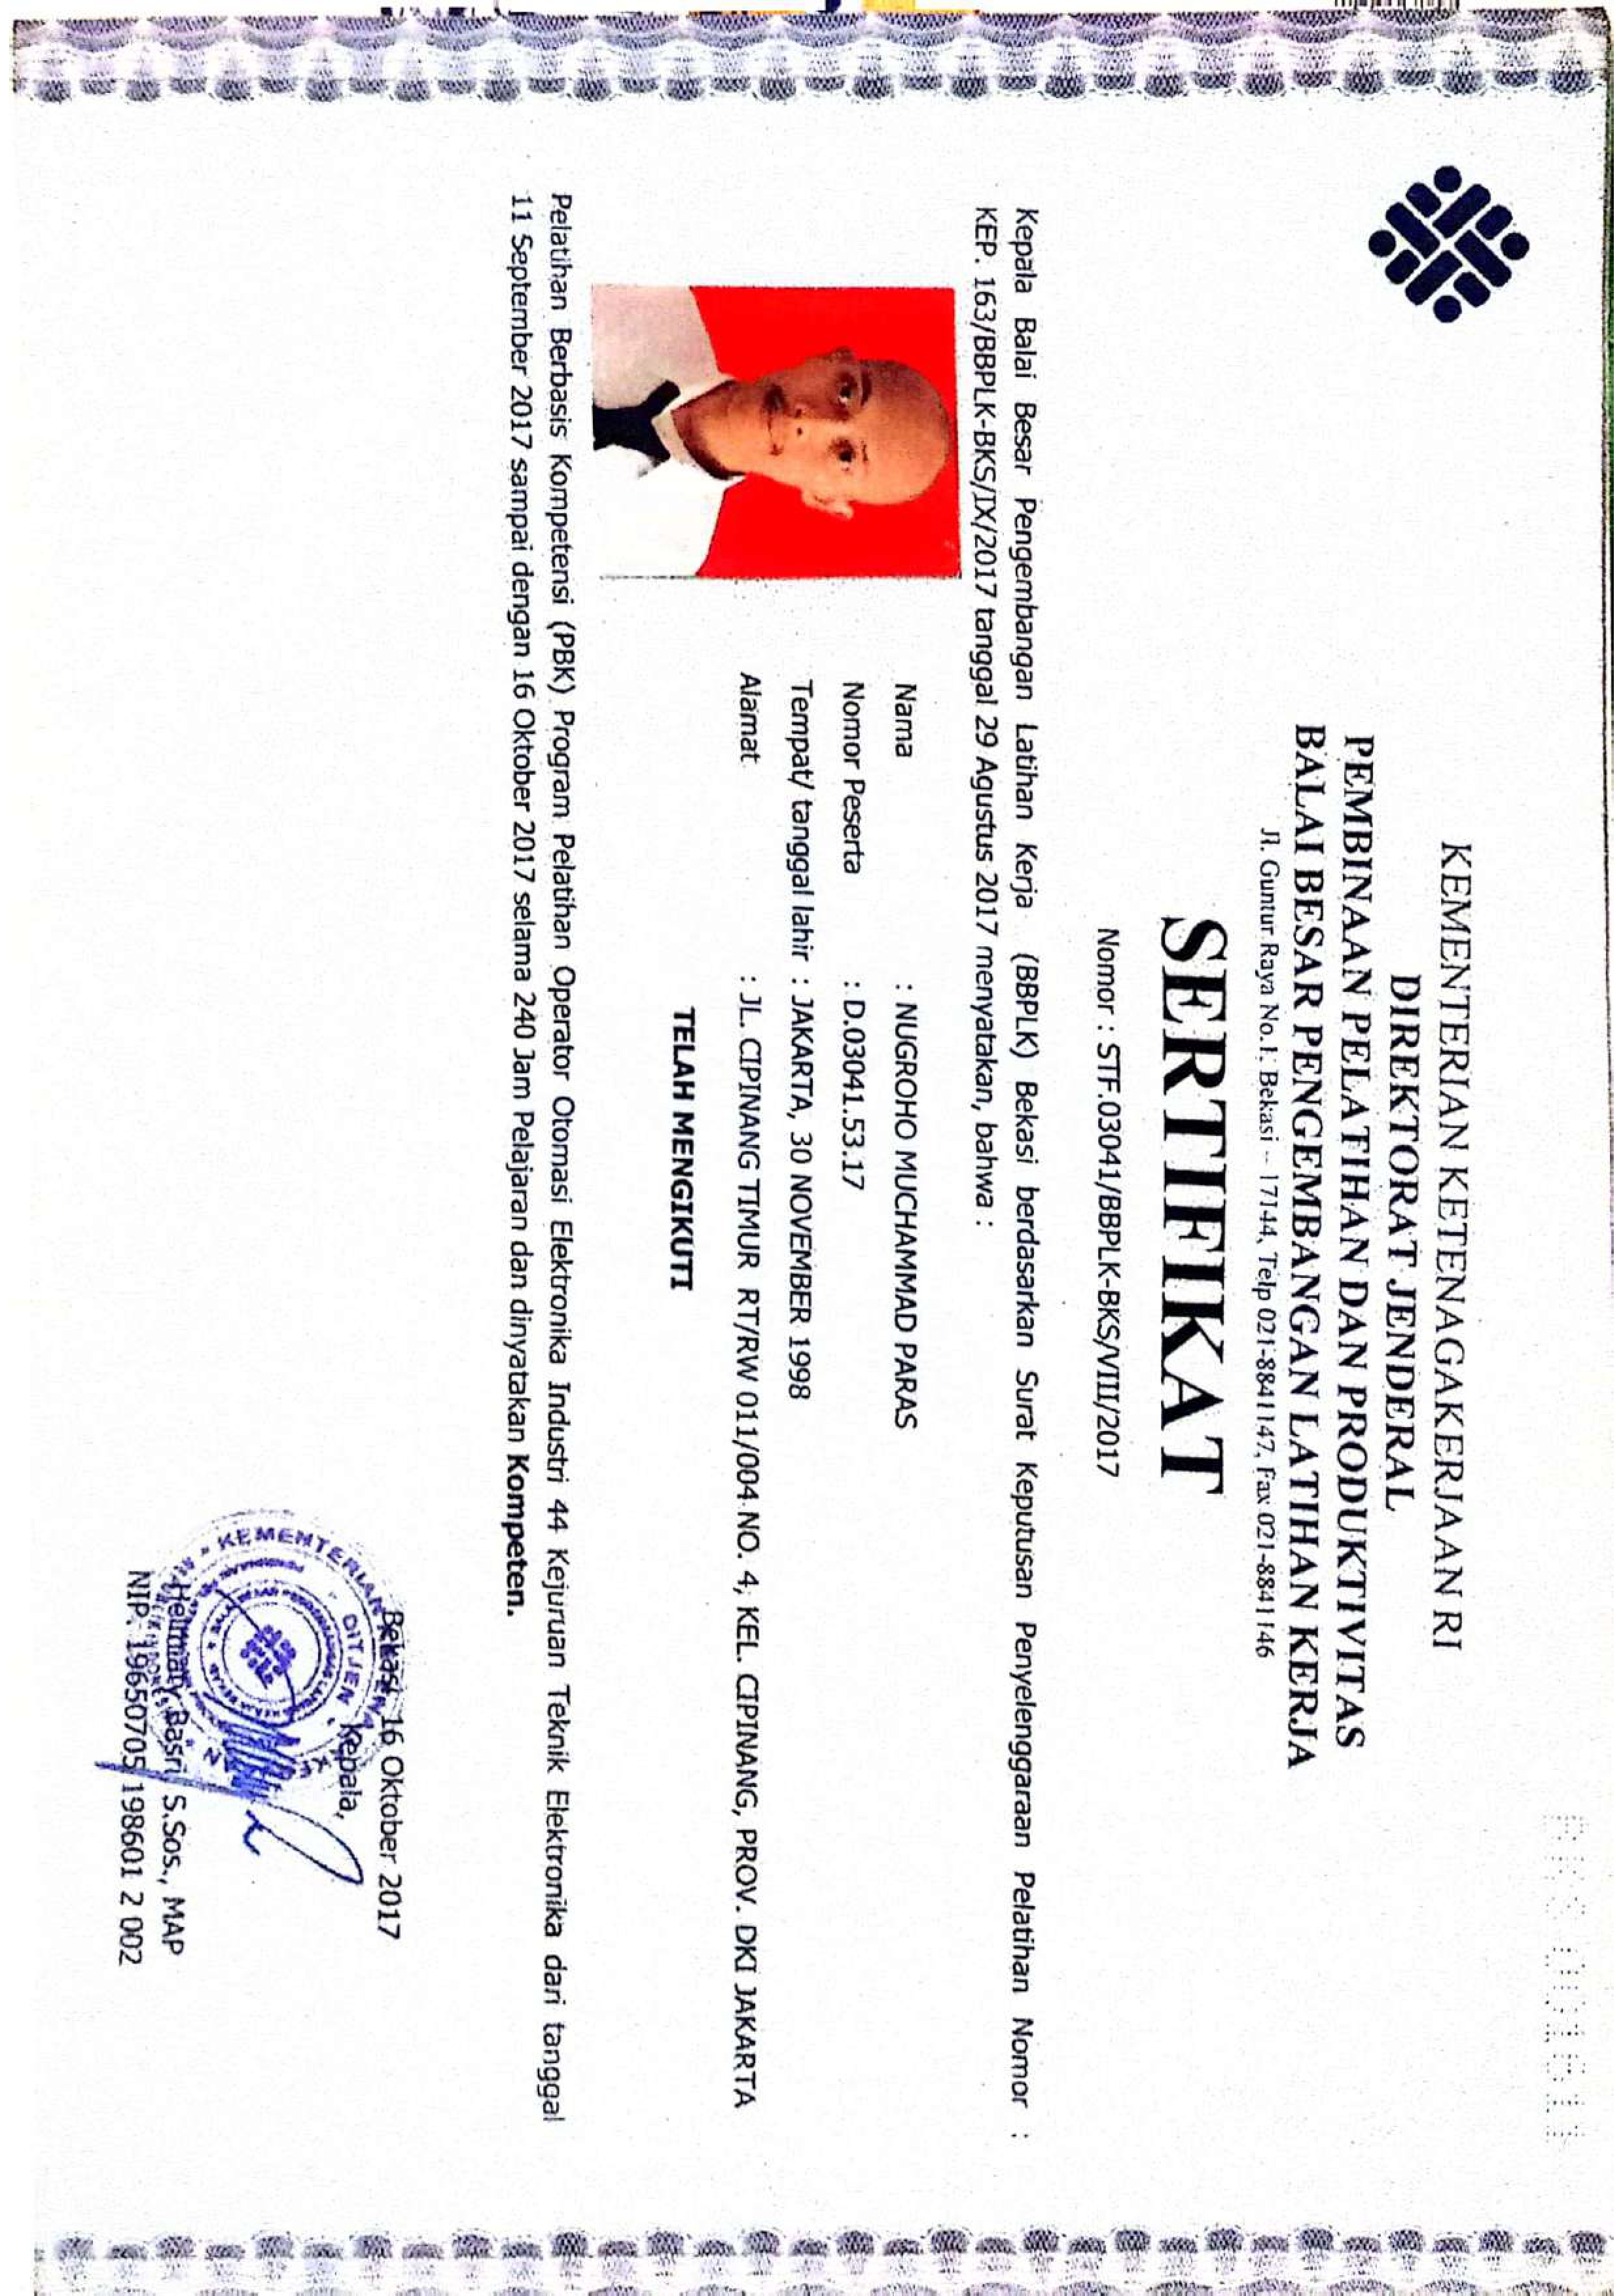 BKS 001611
KEMENTERIAN KETENAGAKERJAAN RI
DIREKTORAT JENDERAL
PEMBINAAN PELATIHAN DAN PRODUKTIVITAS
BALAI BESAR PENGEMBANGAN LATIHAN KERJA
Jl. Guntur Raya No.1. Bekasi – 17144, Telp 021-8841147, Fax 021-8841146
SERTIFIKAT
Nomor : STF.03041/BBPLK-BKS/VIII/2017
Kepala Balai Besar Pengembangan Latihan Kerja (BBPLK) Bekasi berdasarkan Surat Keputusan Penyelenggaraan Pelatihan Nomor :
KEP. 163/BBPLK-BKS/IX/2017 tanggal 29 Agustus 2017 menyatakan, bahwa :
Nama : NUGROHO MUCHAMMAD PARAS
Nomor Peserta : D.03041.53.17
Tempat/ tanggal lahir : JAKARTA, 30 NOVEMBER 1998
Alamat : JL. CIPINANG TIMUR RT/RW 011/004 NO. 4, KEL. CIPINANG, PROV. DKI JAKARTA
TELAH MENGIKUTI
Pelatihan Berbasis Kompetensi (PBK) Program Pelatihan Operator Otomasi Elektronika Industri 44 Kejuruan Teknik Elektronika dari tanggal
11 September 2017 sampai dengan 16 Oktober 2017 selama 240 Jam Pelajaran dan dinyatakan Kompeten.
Bekasi, 16 Oktober 2017
Kepala,
KEMENTERIAN KETENAGAKERJAAN
DITJEN
REPUBLIK INDONESIA
Helmiaty Basri, S.Sos., MAP
NIP. 19650705 198601 2 002